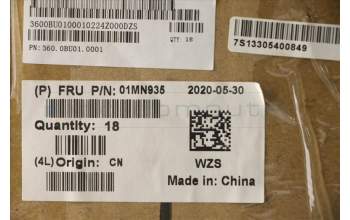 3600BU0100010224Z000DZS
QTY 18
PN: 360.0BU01.0001
7S13305400849
(P) FRU P/N: 01MN935
2020-05-30
Quantity: 18
(4L) Origin: CN
WZS
Made in: China